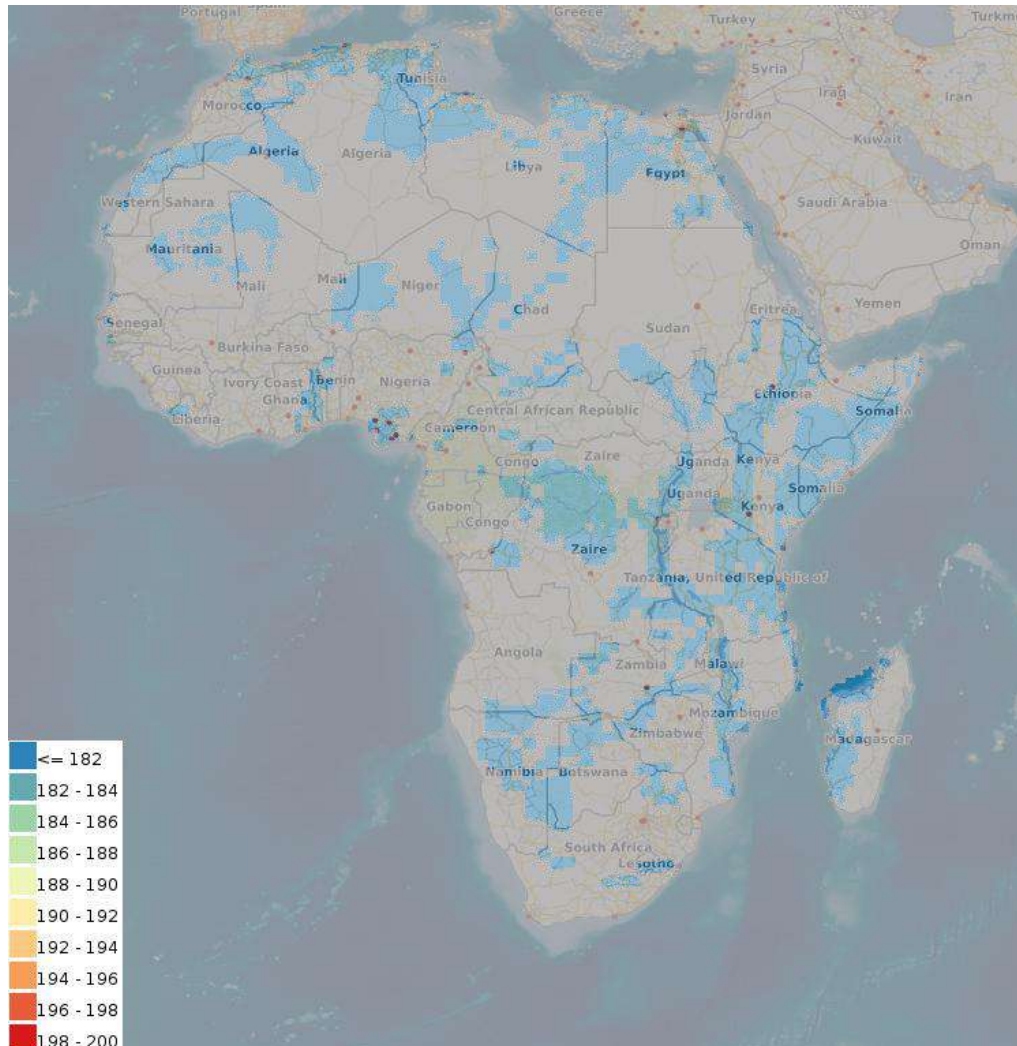 Portugal
Spain
Greece
Turkey
Turkm
Tunisia
Syria
Iraq
Iran
Morocco
Jordan
Kuwait
Algeria
Algeria
Egypt
Western Sahara
Saudi Arabia
Mauritania
Oman
Mali
Mali
Niger
Chad
Sudan
Eritrea
Yemen
Senegal
Burkina Faso
Guinea
Ivory Coast
Benin
Nigeria
Ghana
Liberia
Ethiopia
Somalia
Central African Republic
Cameroon
Congo
Zaire
Uganda
Kenya
Uganda
Somalia
Gabon
Kenya
Congo
Zaire
Tanzania, United Republic of
Angola
Zambia
Malawi
Mozambique
Zimbabwe
Madagascar
Namibia
Botswana
South Africa
Lesotho
<= 182
182 - 184
184 - 186
186 - 188
188 - 190
190 - 192
192 - 194
194 - 196
196 - 198
198 - 200